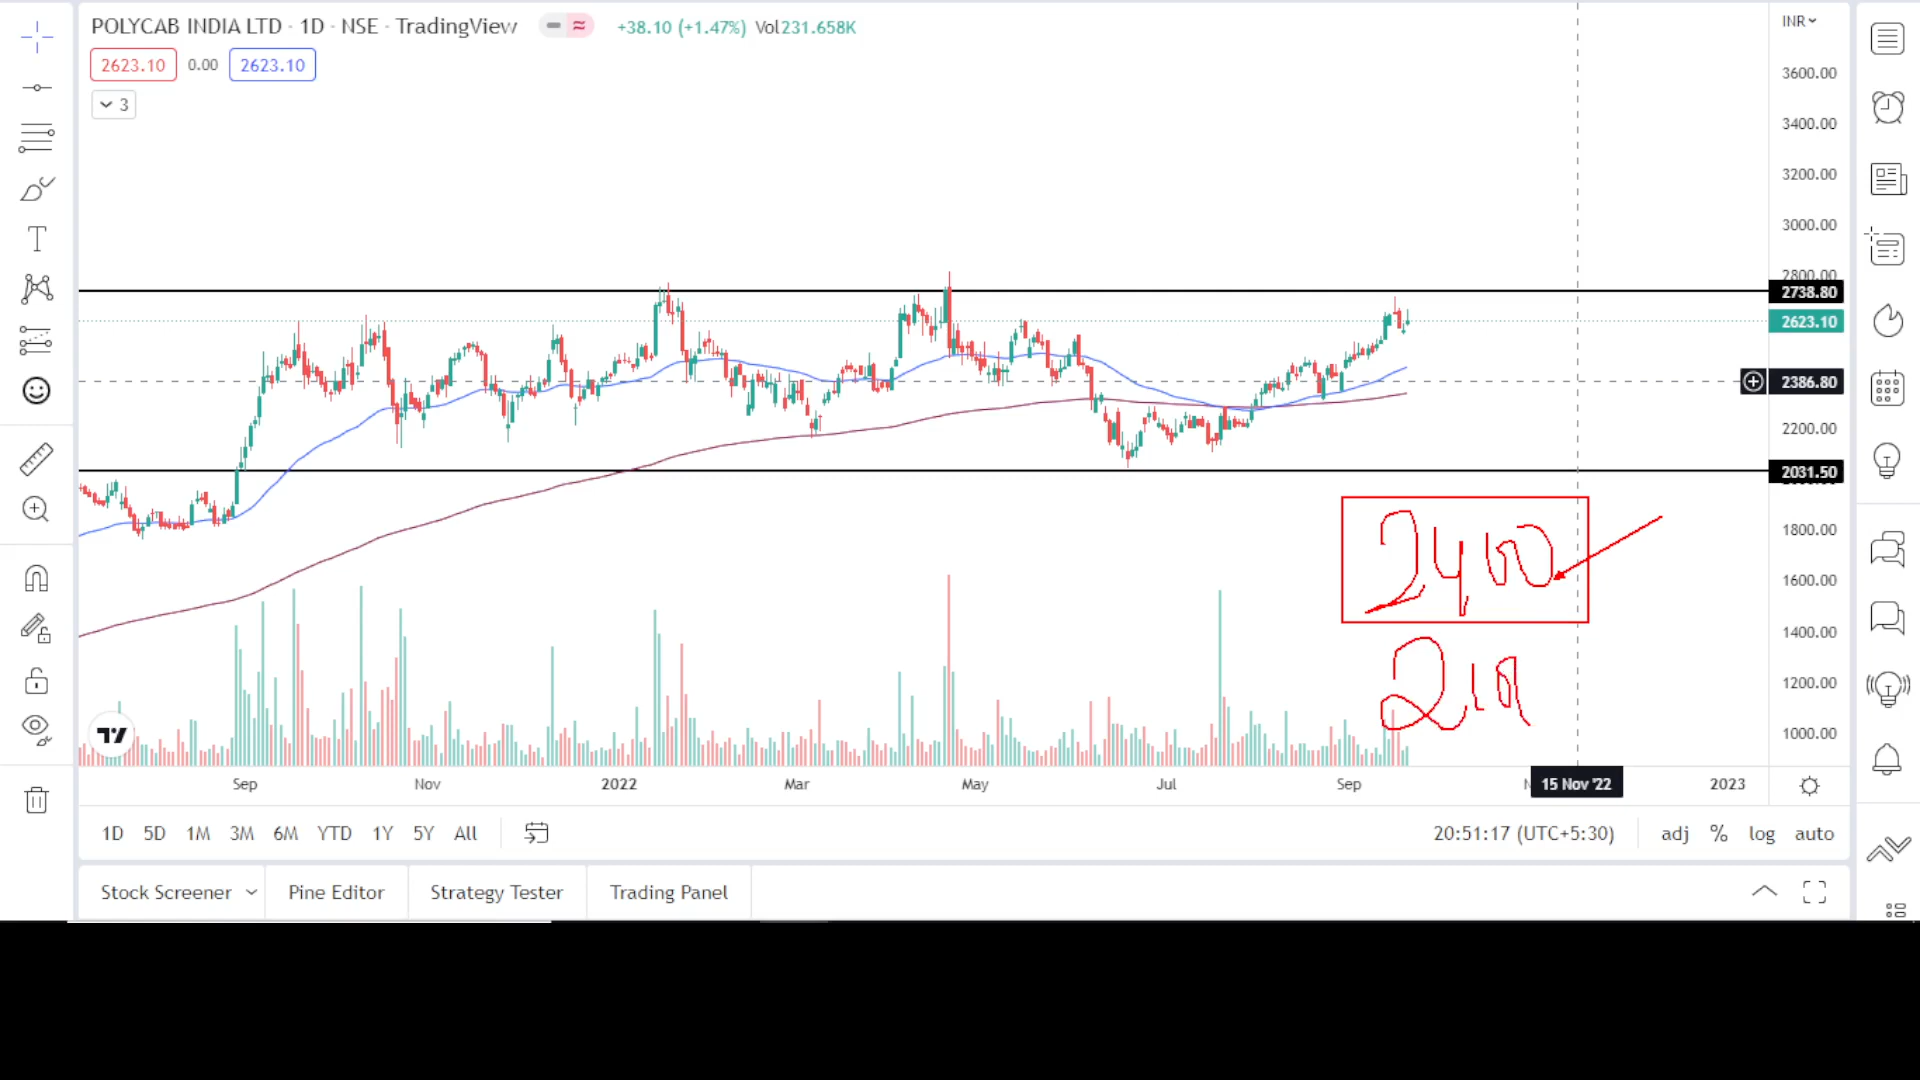 POLYCAB INDIA LTD · 1D · NSE · TradingView +38.10 (+1.47%) Vol231.658K
INR
2623.10 0.00 2623.10
3
3600.00
3400.00
3200.00
3000.00
2800.00
2738.80
2623.10
2386.80
2200.00
2031.50
1800.00
2400
1600.00
1400.00
1200.00
1000.00
Sep Nov 2022 Mar May Jul Sep 15 Nov '22 2023
1D 5D 1M 3M 6M YTD 1Y 5Y All 20:51:17 (UTC+5:30) adj % log auto
Stock Screener Pine Editor Strategy Tester Trading Panel